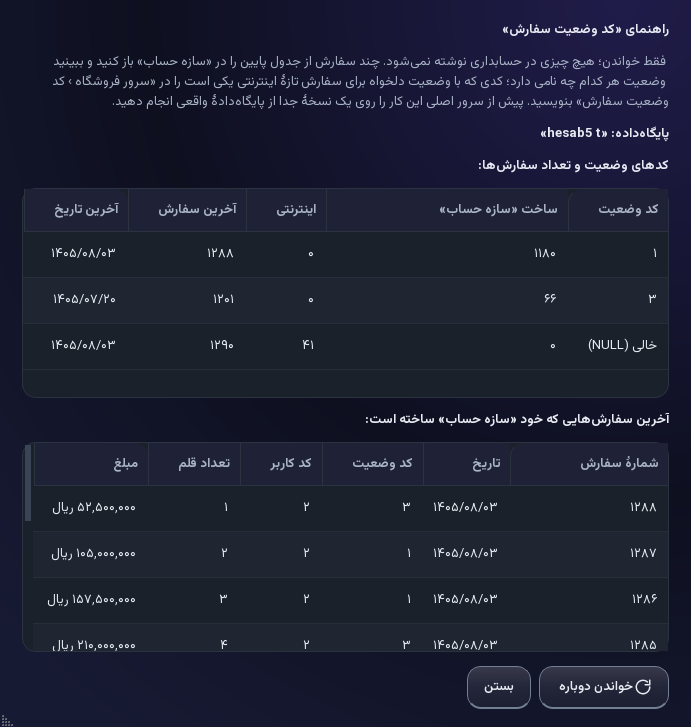 راهنمای «کد وضعیت سفارش»
فقط خواندن؛ هیچ چیزی در حسابداری نوشته نمی‌شود. چند سفارش از جدول پایین را در «سازه حساب» باز کنید و ببینید
وضعیت هر کدام چه نامی دارد؛ کدی که با وضعیت دلخواه برای سفارش تازهٔ اینترنتی یکی است را در «سرور فروشگاه › کد
وضعیت سفارش» بنویسید. پیش از سرور اصلی این کار را روی یک نسخهٔ جدا از پایگاه‌دادهٔ واقعی انجام دهید.
پایگاه‌داده: «hesab5 t»
کدهای وضعیت و تعداد سفارش‌ها:
کد وضعیت ساخت «سازه حساب» اینترنتی آخرین سفارش آخرین تاریخ
۱ ۱۱۸۰ ۰ ۱۲۸۸ ۱۴۰۵/۰۸/۰۳
۳ ۶۶ ۰ ۱۲۰۱ ۱۴۰۵/۰۷/۲۰
خالی (NULL) ۰ ۴۱ ۱۲۹۰ ۱۴۰۵/۰۸/۰۳
آخرین سفارش‌هایی که خود «سازه حساب» ساخته است:
شمارهٔ سفارش تاریخ کد وضعیت کد کاربر تعداد قلم مبلغ
۱۲۸۸ ۱۴۰۵/۰۸/۰۳ ۳ ۲ ۱ ۵۲,۵۰۰,۰۰۰ ریال
۱۲۸۷ ۱۴۰۵/۰۸/۰۳ ۱ ۲ ۲ ۱۰۵,۰۰۰,۰۰۰ ریال
۱۲۸۶ ۱۴۰۵/۰۸/۰۳ ۱ ۲ ۳ ۱۵۷,۵۰۰,۰۰۰ ریال
۱۲۸۵ ۱۴۰۵/۰۸/۰۳ ۳ ۲ ۴ ۲۱۰,۰۰۰,۰۰۰ ریال
خواندن دوباره بستن